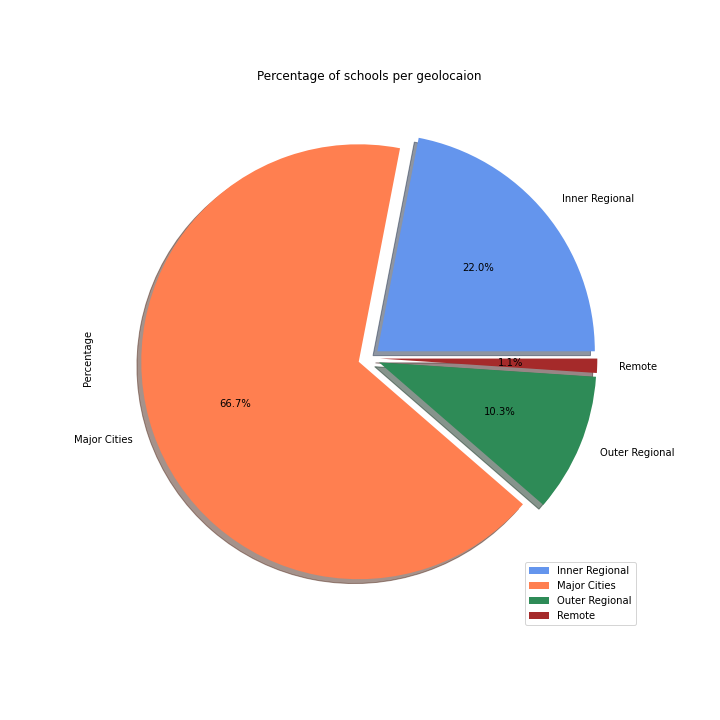 Percentage of schools per geolocaion
Inner Regional
22.0%
1.1%
Remote
Percentage
66.7%
10.3%
Major Cities
Outer Regional
Inner Regional
Major Cities
Outer Regional
Remote